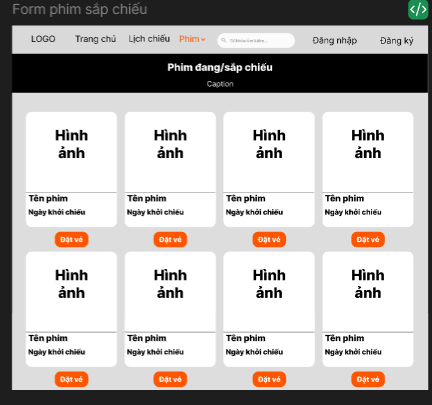 Form phim sắp chiếu
LOGO Trang chủ Lịch chiếu Phim Đăng nhập Đăng ký
Phim đang/sắp chiếu
Caption
Hình ảnh Hình ảnh Hình ảnh Hình ảnh
Tên phim Tên phim Tên phim Tên phim
Ngày khởi chiếu Ngày khởi chiếu Ngày khởi chiếu Ngày khởi chiếu
Đặt vé Đặt vé Đặt vé Đặt vé
Hình ảnh Hình ảnh Hình ảnh Hình ảnh
Tên phim Tên phim Tên phim Tên phim
Ngày khởi chiếu Ngày khởi chiếu Ngày khởi chiếu Ngày khởi chiếu
Đặt vé Đặt vé Đặt vé Đặt vé